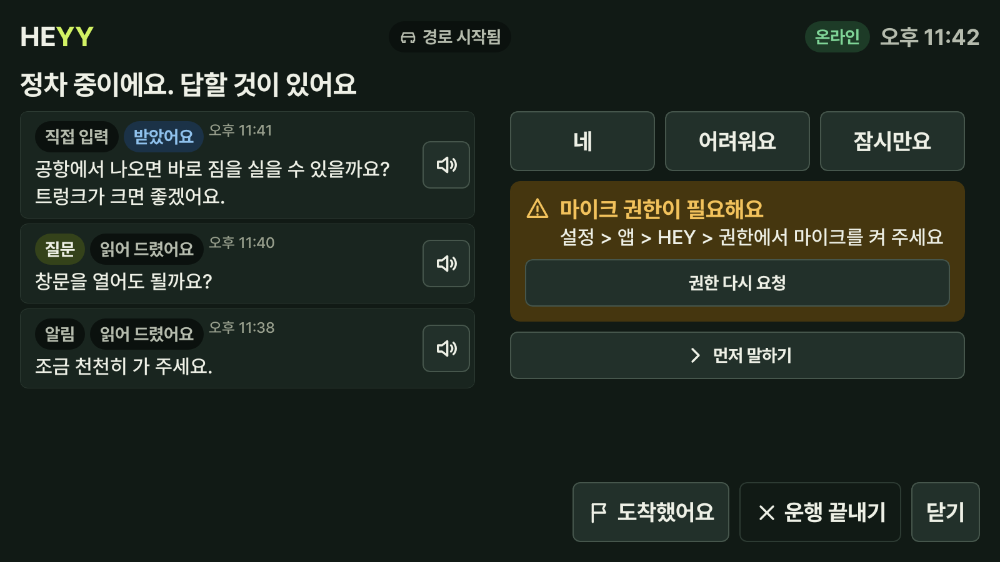 HEYY
경로 시작됨
온라인 오후 11:42
정차 중이에요. 답할 것이 있어요
직접 입력 받았어요 오후 11:41
공항에서 나오면 바로 짐을 실을 수 있을까요?
트렁크가 크면 좋겠어요.
질문 읽어 드렸어요 오후 11:40
창문을 열어도 될까요?
알림 읽어 드렸어요 오후 11:38
조금 천천히 가 주세요.
네 어려워요 잠시만요
마이크 권한이 필요해요
설정 > 앱 > HEY > 권한에서 마이크를 켜 주세요
권한 다시 요청
먼저 말하기
도착했어요 운행 끝내기 닫기